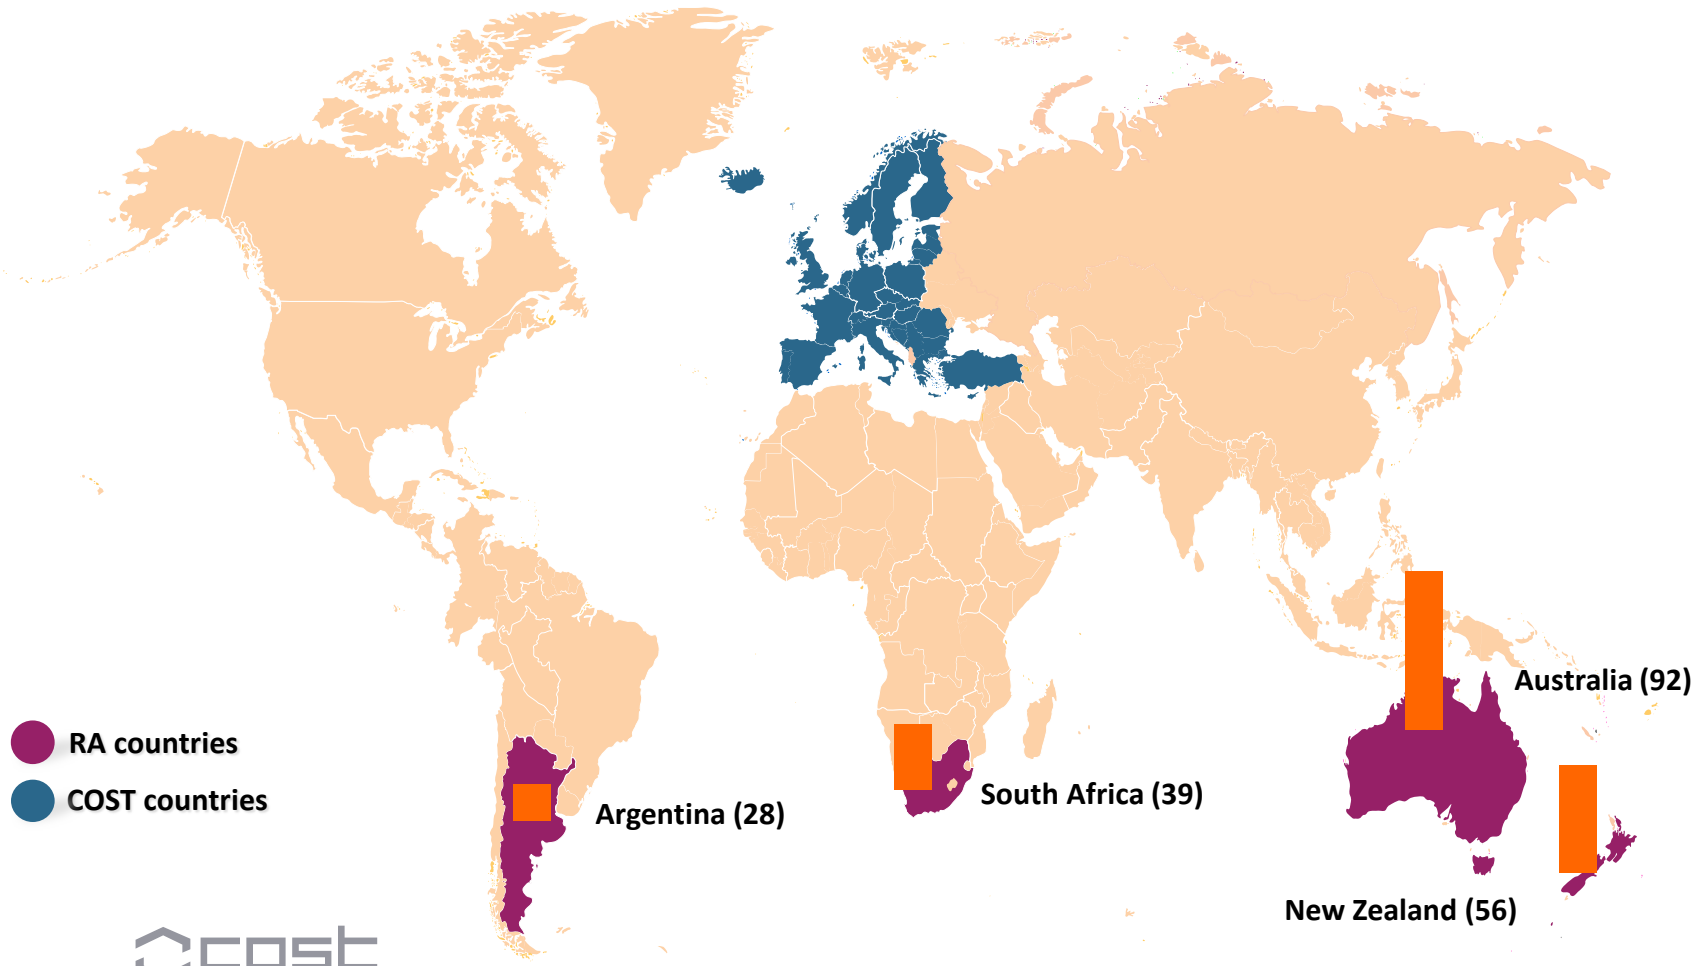 Australia (92)
RA countries
South Africa (39)
COST countries
Argentina (28)
New Zealand (56)
cost